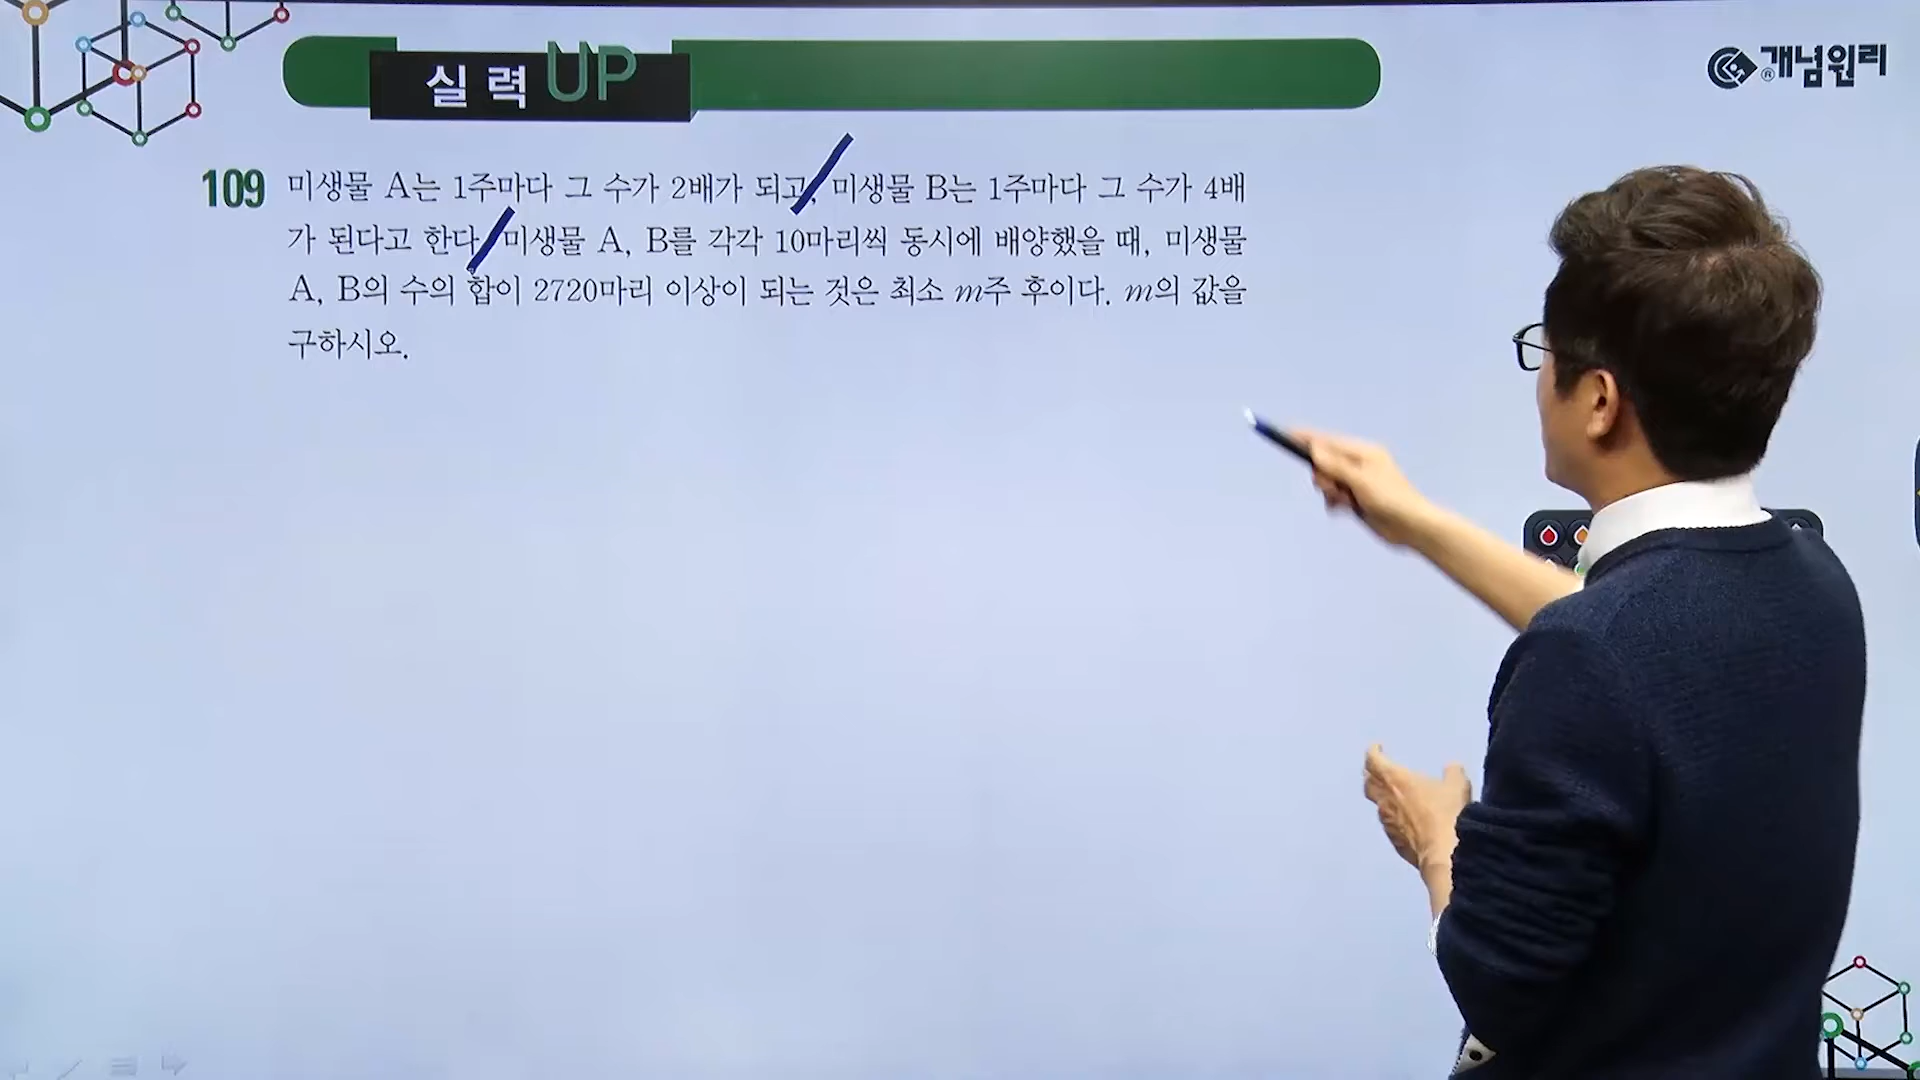 실력 UP
개념원리
109 미생물 A는 1주마다 그 수가 2배가 되고, 미생물 B는 1주마다 그 수가 4배
가 된다고 한다. 미생물 A, B를 각각 10마리씩 동시에 배양했을 때, 미생물
A, B의 수의 합이 2720마리 이상이 되는 것은 최소 m주 후이다. m의 값을
구하시오.